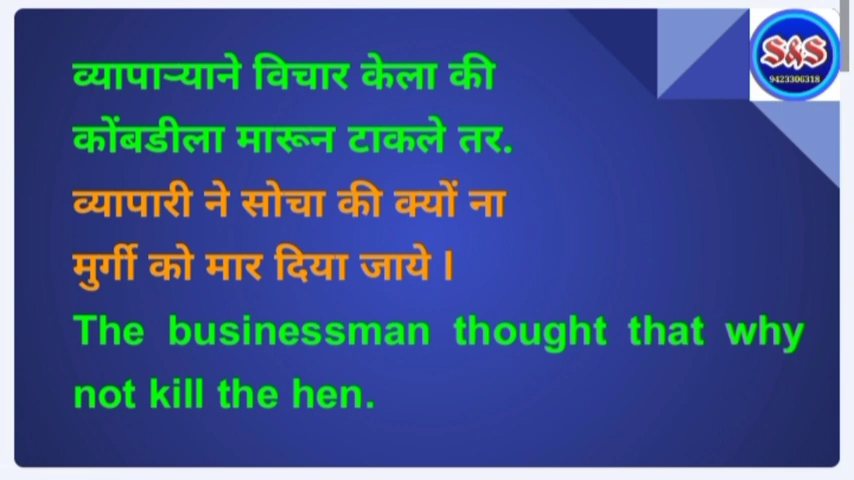 S&S
9423306318
व्यापाऱ्याने विचार केला की
कोंबडीला मारून टाकले तर.
व्यापारी ने सोचा की क्यों ना
मुर्गी को मार दिया जाये l
The businessman thought that why
not kill the hen.